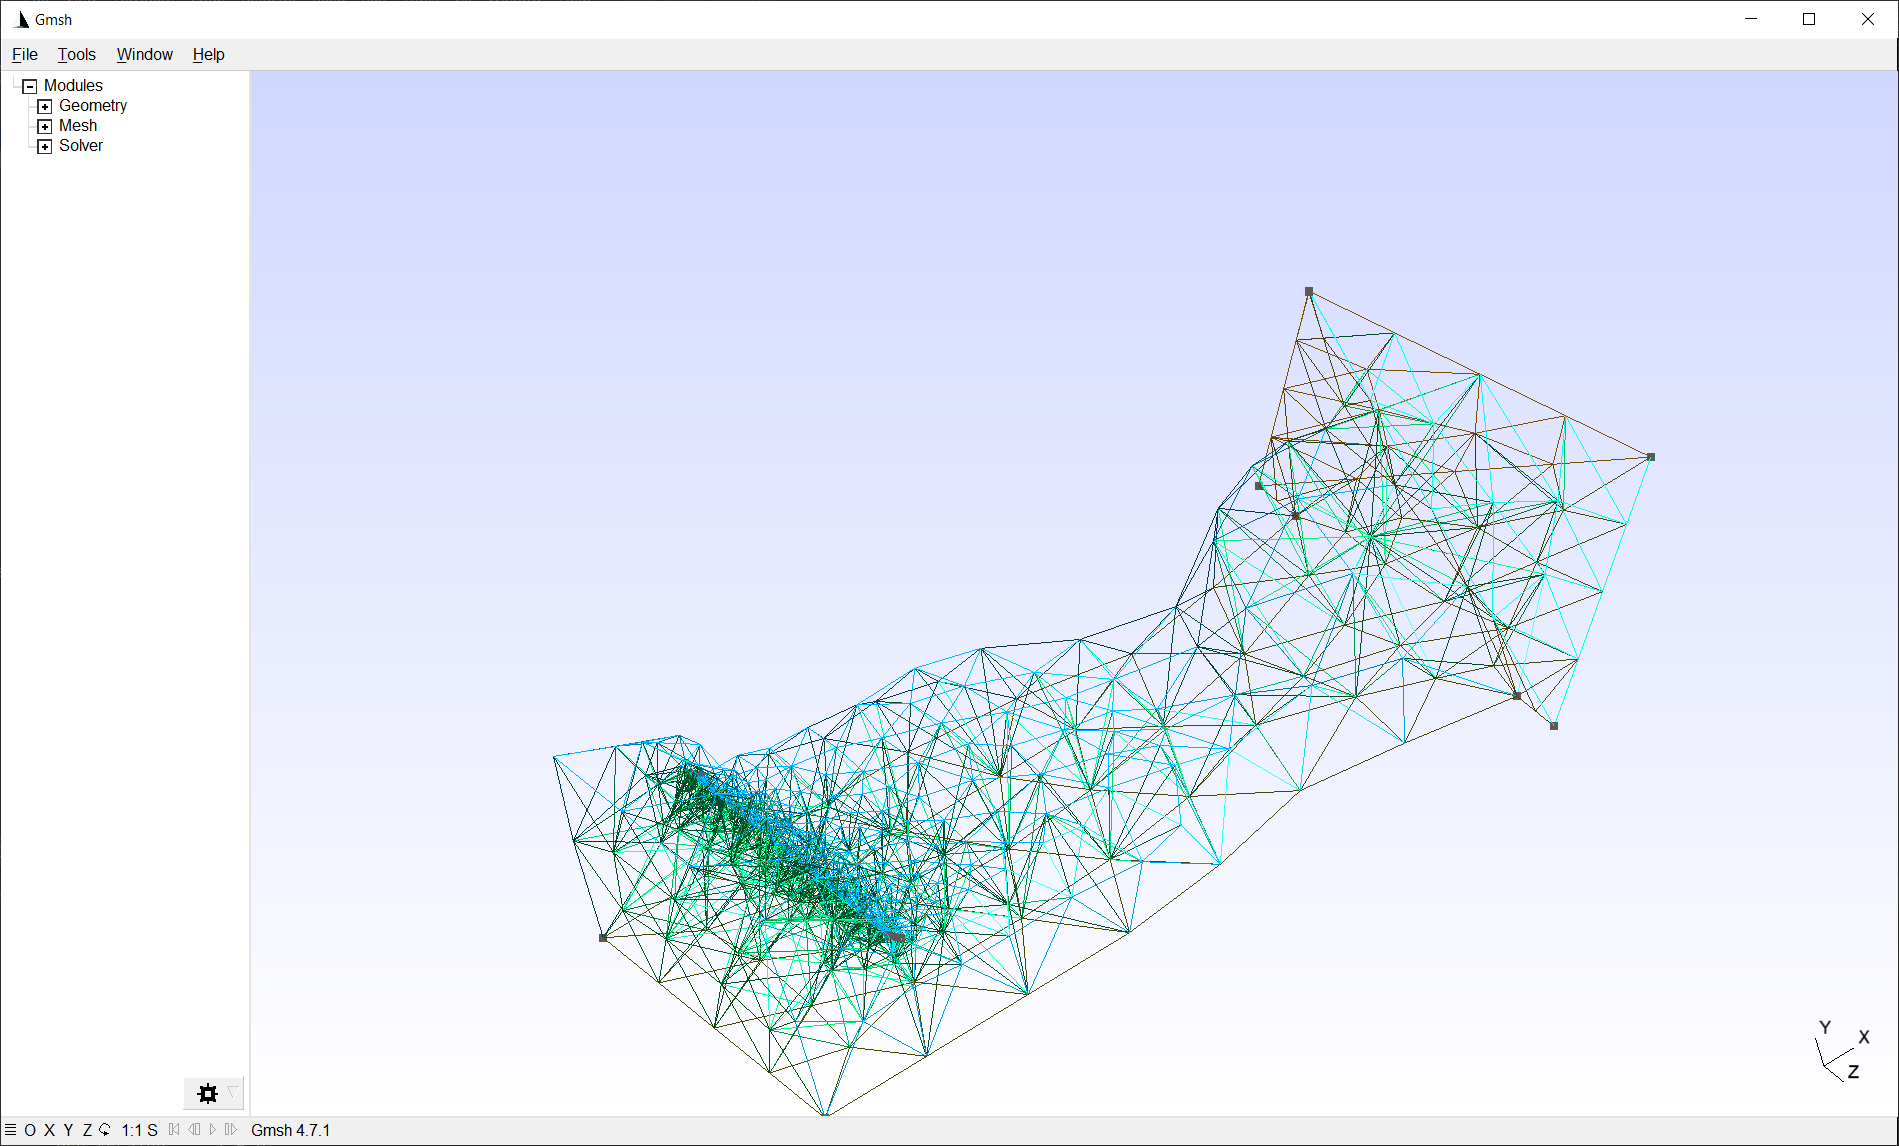 Gmsh
File Tools Window Help
Modules
Geometry
Mesh
Solver
Y
X
Z
O X Y Z 1:1 S Gmsh 4.7.1